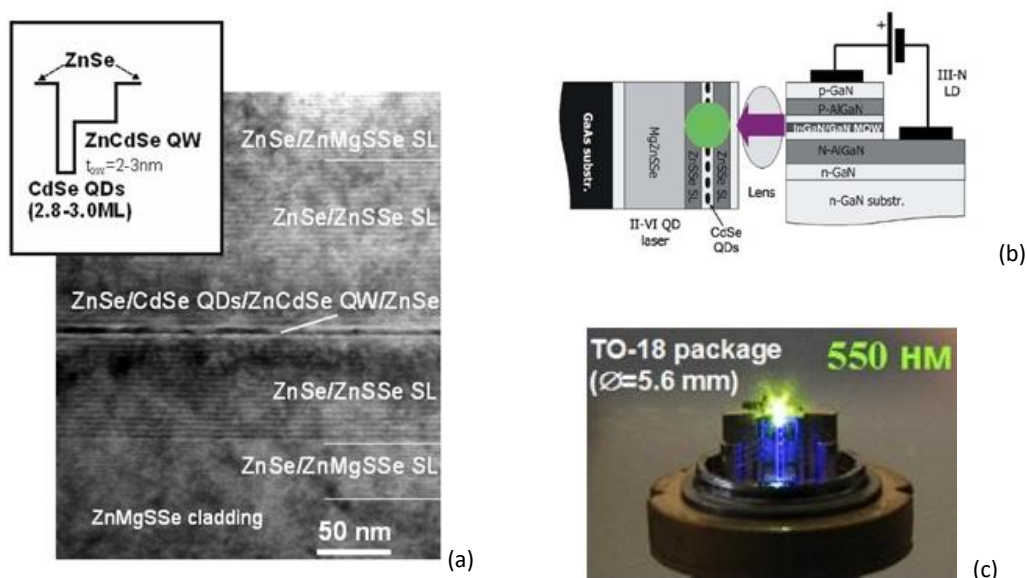 ZnSe
ZnCdSe QW
tQW=2-3nm
CdSe QDs
(2.8-3.0ML)
ZnSe/ZnMgSSe SL
ZnSe/ZnSSe SL
ZnSe/CdSe QDs/ZnCdSe QW/ZnSe
ZnSe/ZnSSe SL
ZnSe/ZnMgSSe SL
ZnMgSSe cladding
50 nm
(a)
+
III-N
LD
p-GaN
P-AlGaN
InGaN/GaN MQW
N-AlGaN
n-GaN
n-GaN substr.
GaAs substr.
MgZnSSe
ZnSSe SL
ZnSSe SL
Lens
II-VI QD
laser
CdSe
QDs
(b)
TO-18 package
(Ø=5.6 mm)
550 нм
(c)